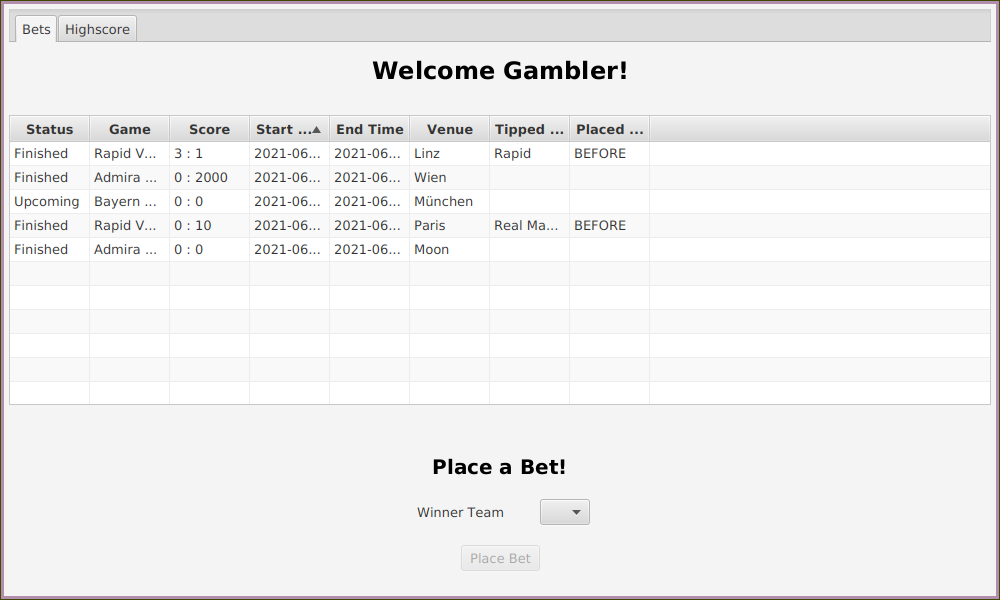 Bets Highscore
Welcome Gambler!
Status Game Score Start ... End Time Venue Tipped ... Placed ...
Finished Rapid V... 3 : 1 2021-06... 2021-06... Linz Rapid BEFORE
Finished Admira ... 0 : 2000 2021-06... 2021-06... Wien
Upcoming Bayern ... 0 : 0 2021-06... 2021-06... München
Finished Rapid V... 0 : 10 2021-06... 2021-06... Paris Real Ma... BEFORE
Finished Admira ... 0 : 0 2021-06... 2021-06... Moon
Place a Bet!
Winner Team
Place Bet